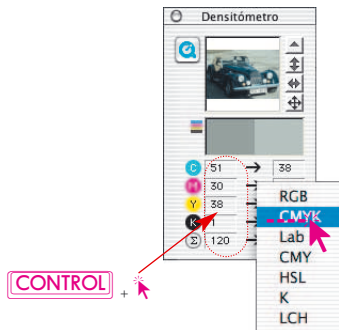 Densitómetro
C 51 → 38
M 30 →
Y 38 →
K 1
Σ 120
RGB
CMYK
Lab
CMY
HSL
K
LCH
CONTROL +